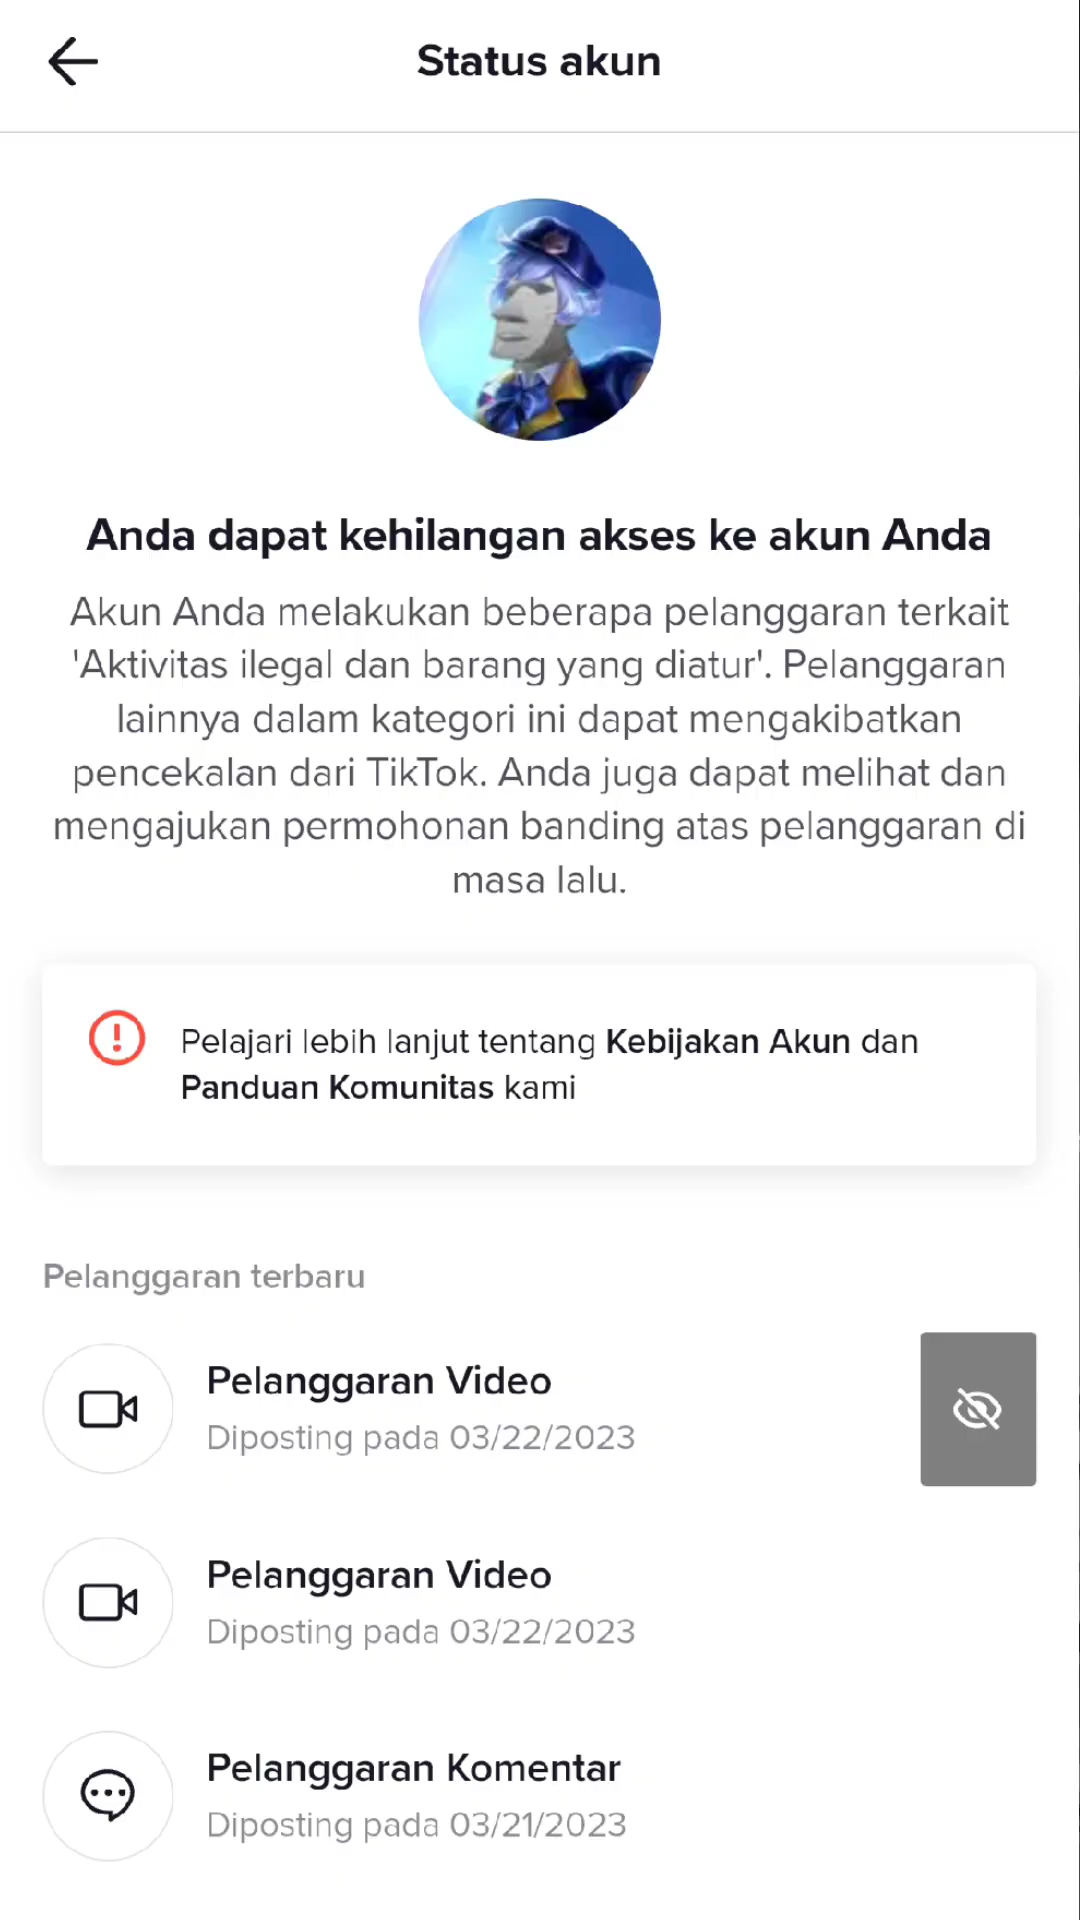 Status akun
Anda dapat kehilangan akses ke akun Anda
Akun Anda melakukan beberapa pelanggaran terkait
'Aktivitas ilegal dan barang yang diatur'. Pelanggaran
lainnya dalam kategori ini dapat mengakibatkan
pencekalan dari TikTok. Anda juga dapat melihat dan
mengajukan permohonan banding atas pelanggaran di
masa lalu.
Pelajari lebih lanjut tentang Kebijakan Akun dan
Panduan Komunitas kami
Pelanggaran terbaru
Pelanggaran Video
Diposting pada 03/22/2023
Pelanggaran Video
Diposting pada 03/22/2023
Pelanggaran Komentar
Diposting pada 03/21/2023